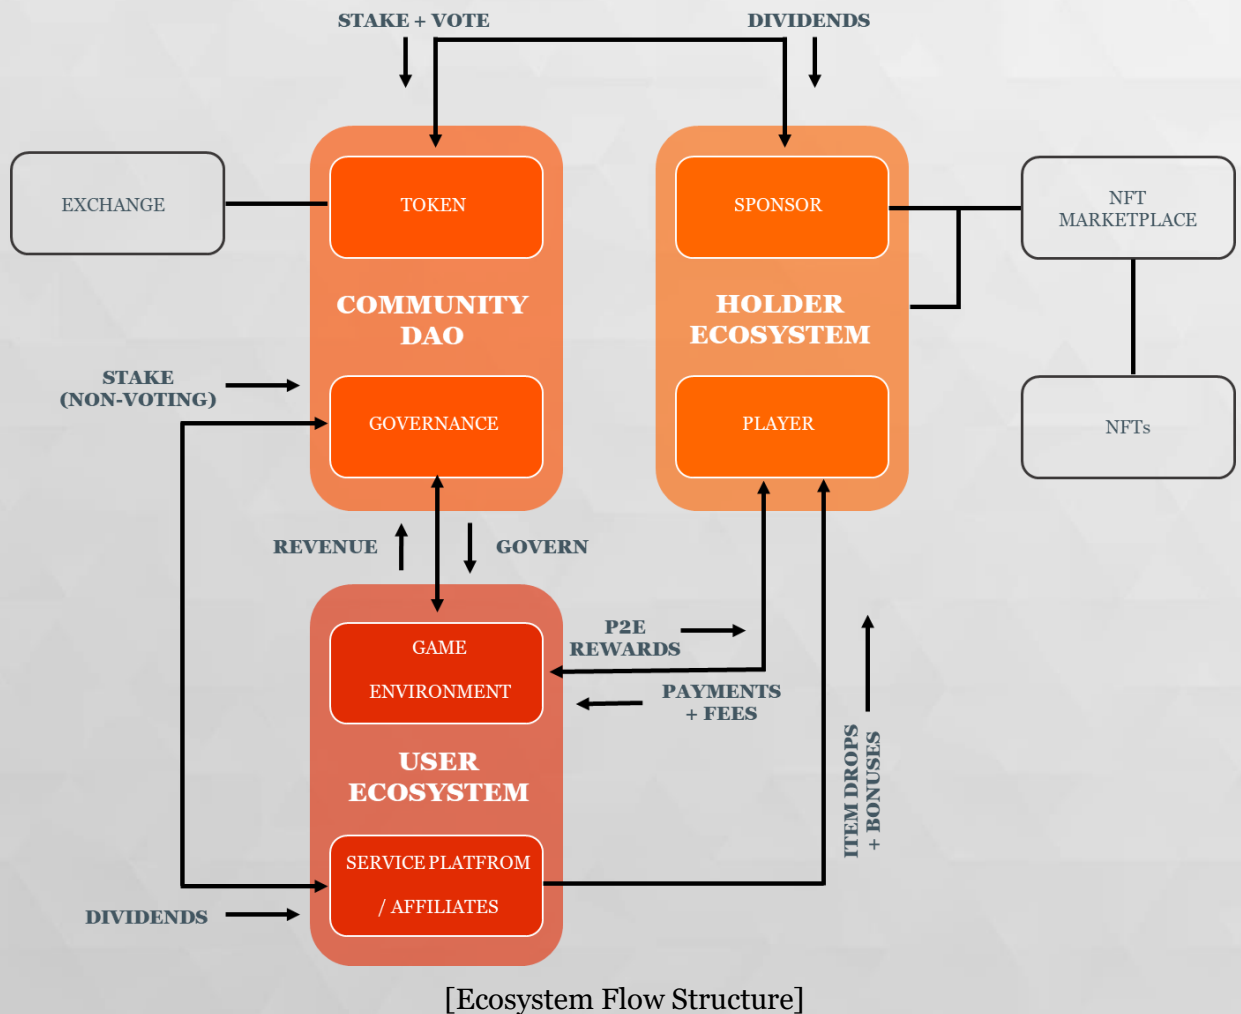 STAKE + VOTE
DIVIDENDS
EXCHANGE
TOKEN
SPONSOR
NFT
MARKETPLACE
COMMUNITY
DAO
HOLDER
ECOSYSTEM
STAKE
(NON-VOTING)
GOVERNANCE
PLAYER
NFTs
REVENUE
GOVERN
GAME
ENVIRONMENT
P2E
REWARDS
PAYMENTS
+ FEES
USER
ECOSYSTEM
ITEM DROPS
+ BONUSES
SERVICE PLATFROM
/ AFFILIATES
DIVIDENDS
[Ecosystem Flow Structure]